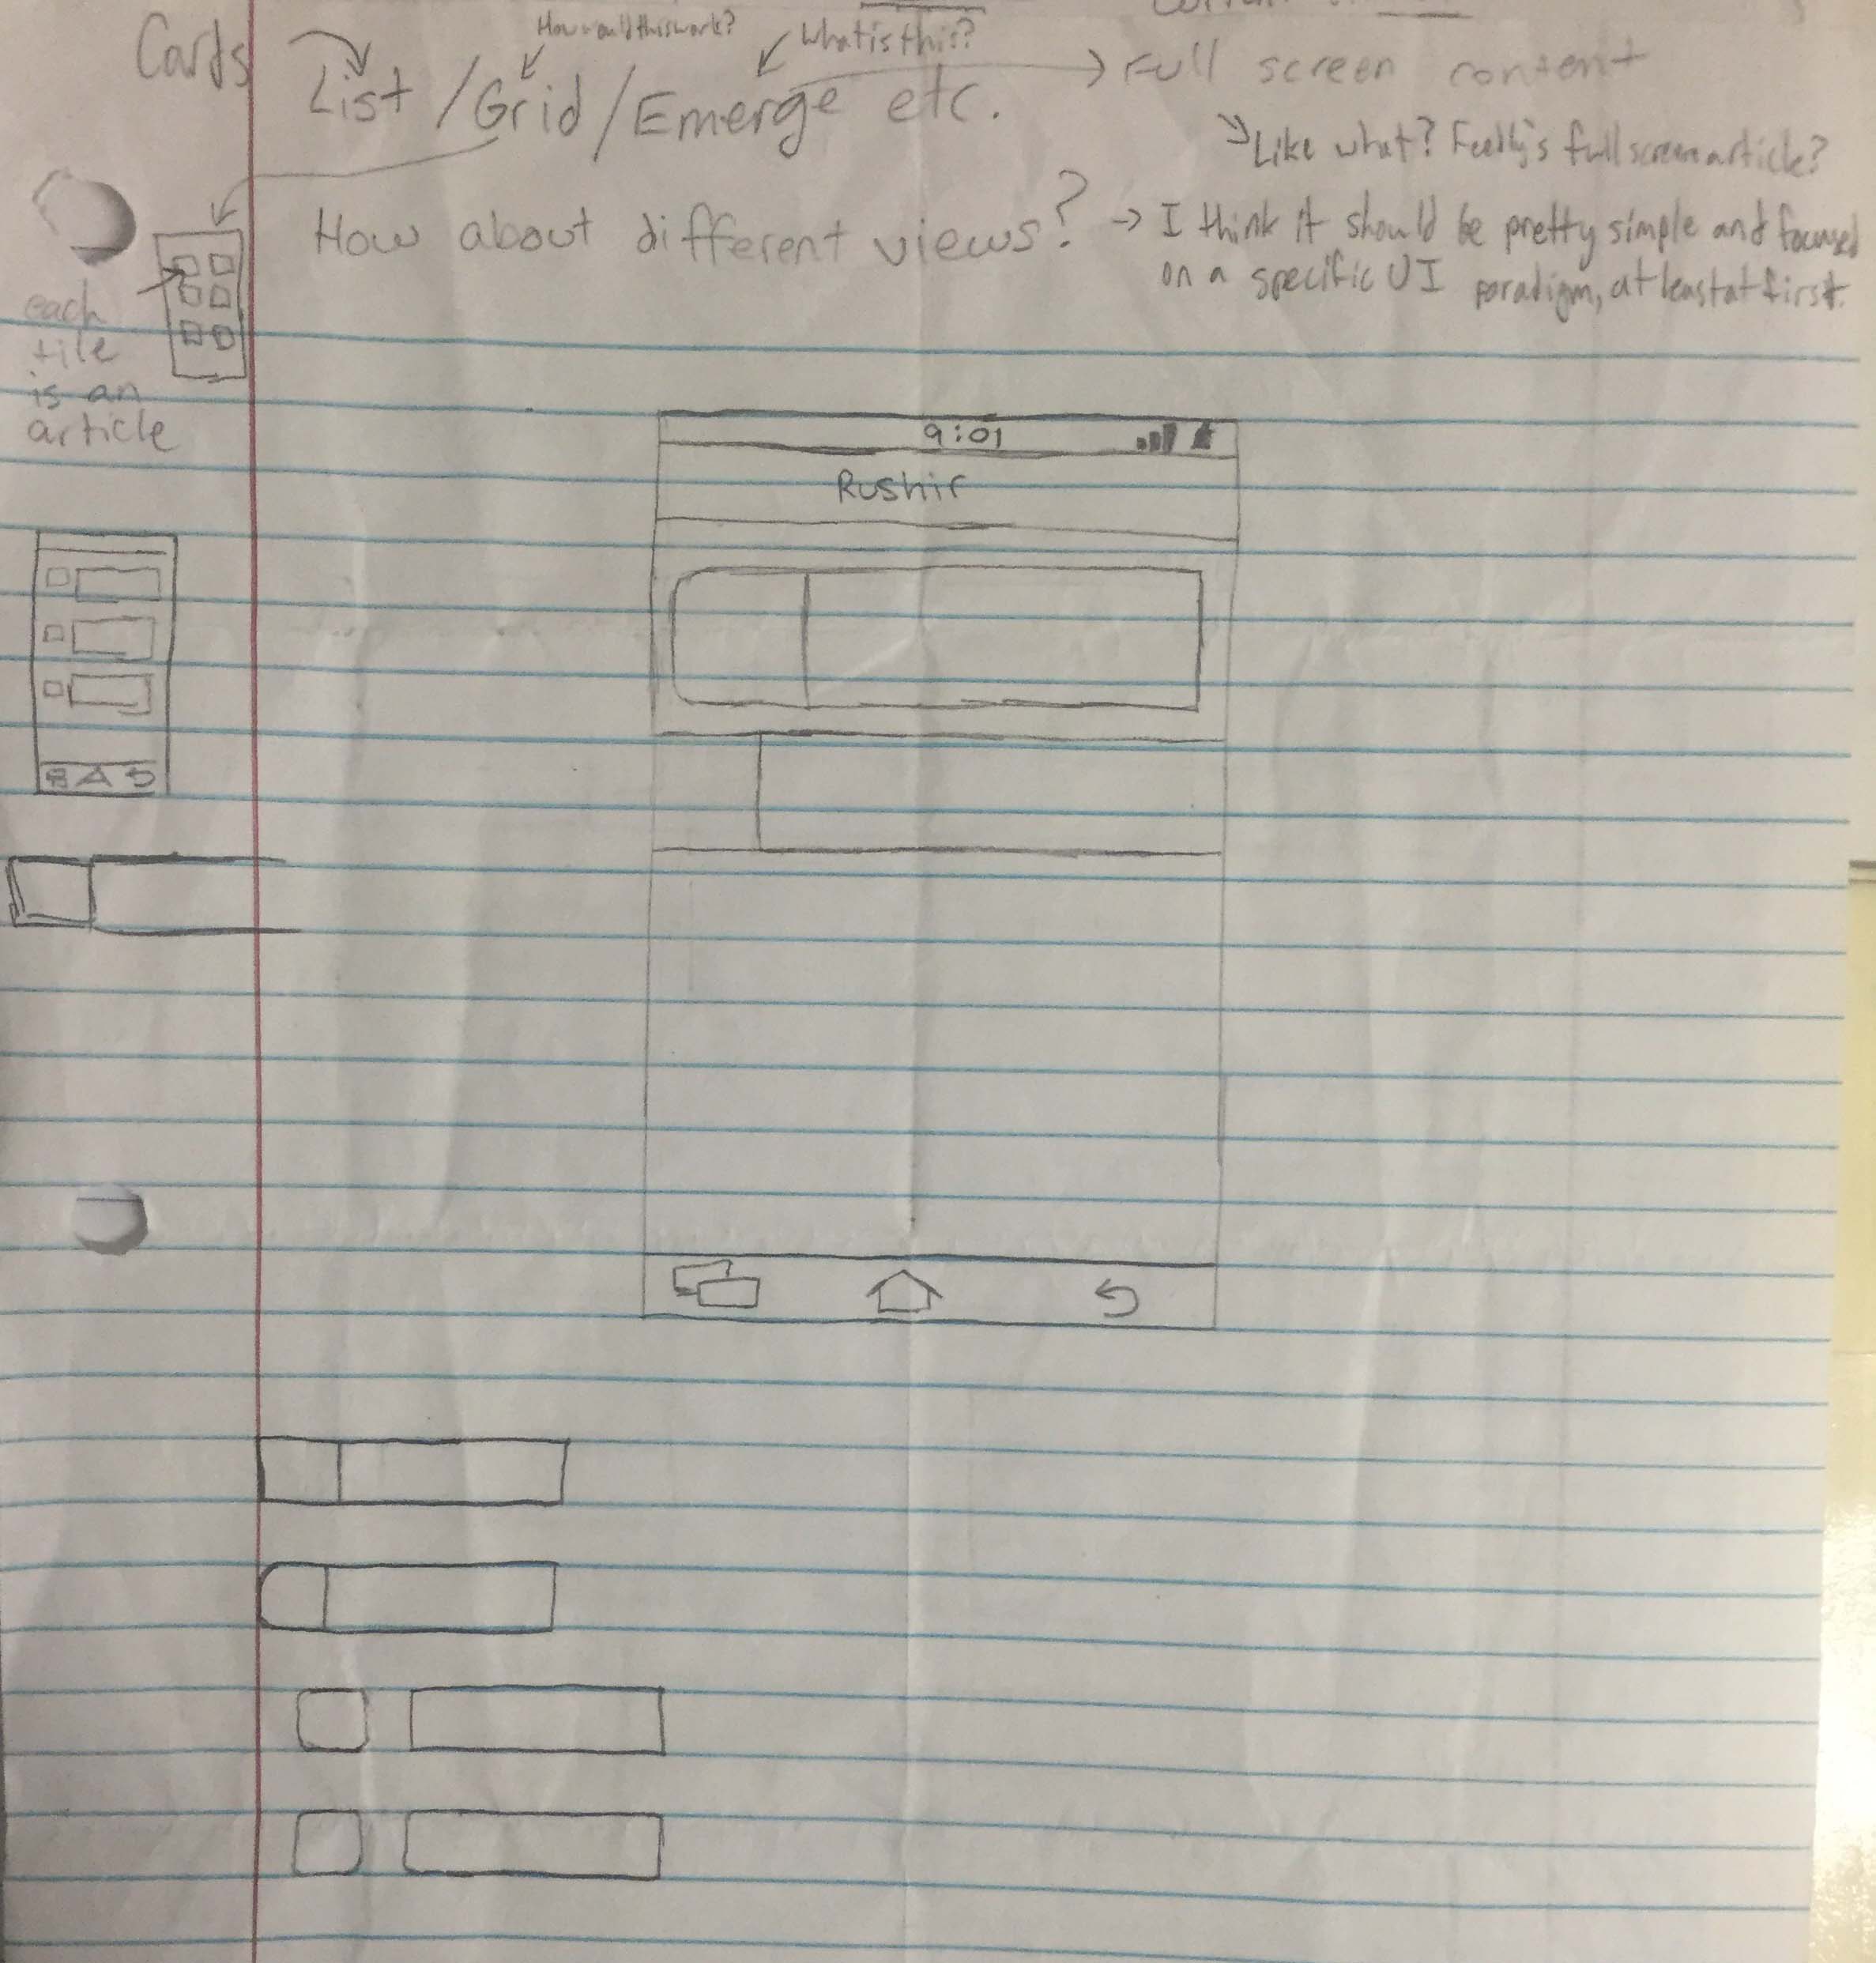 How would this work?
What is this?
Cards
List / Grid / Emerge etc.
Full screen content
Like what? Feedly's full screen article?
How about different views?
I think it should be pretty simple and focused
on a specific UI paradigm, at least at first.
each
tile
is an
article
9:01
Rushir